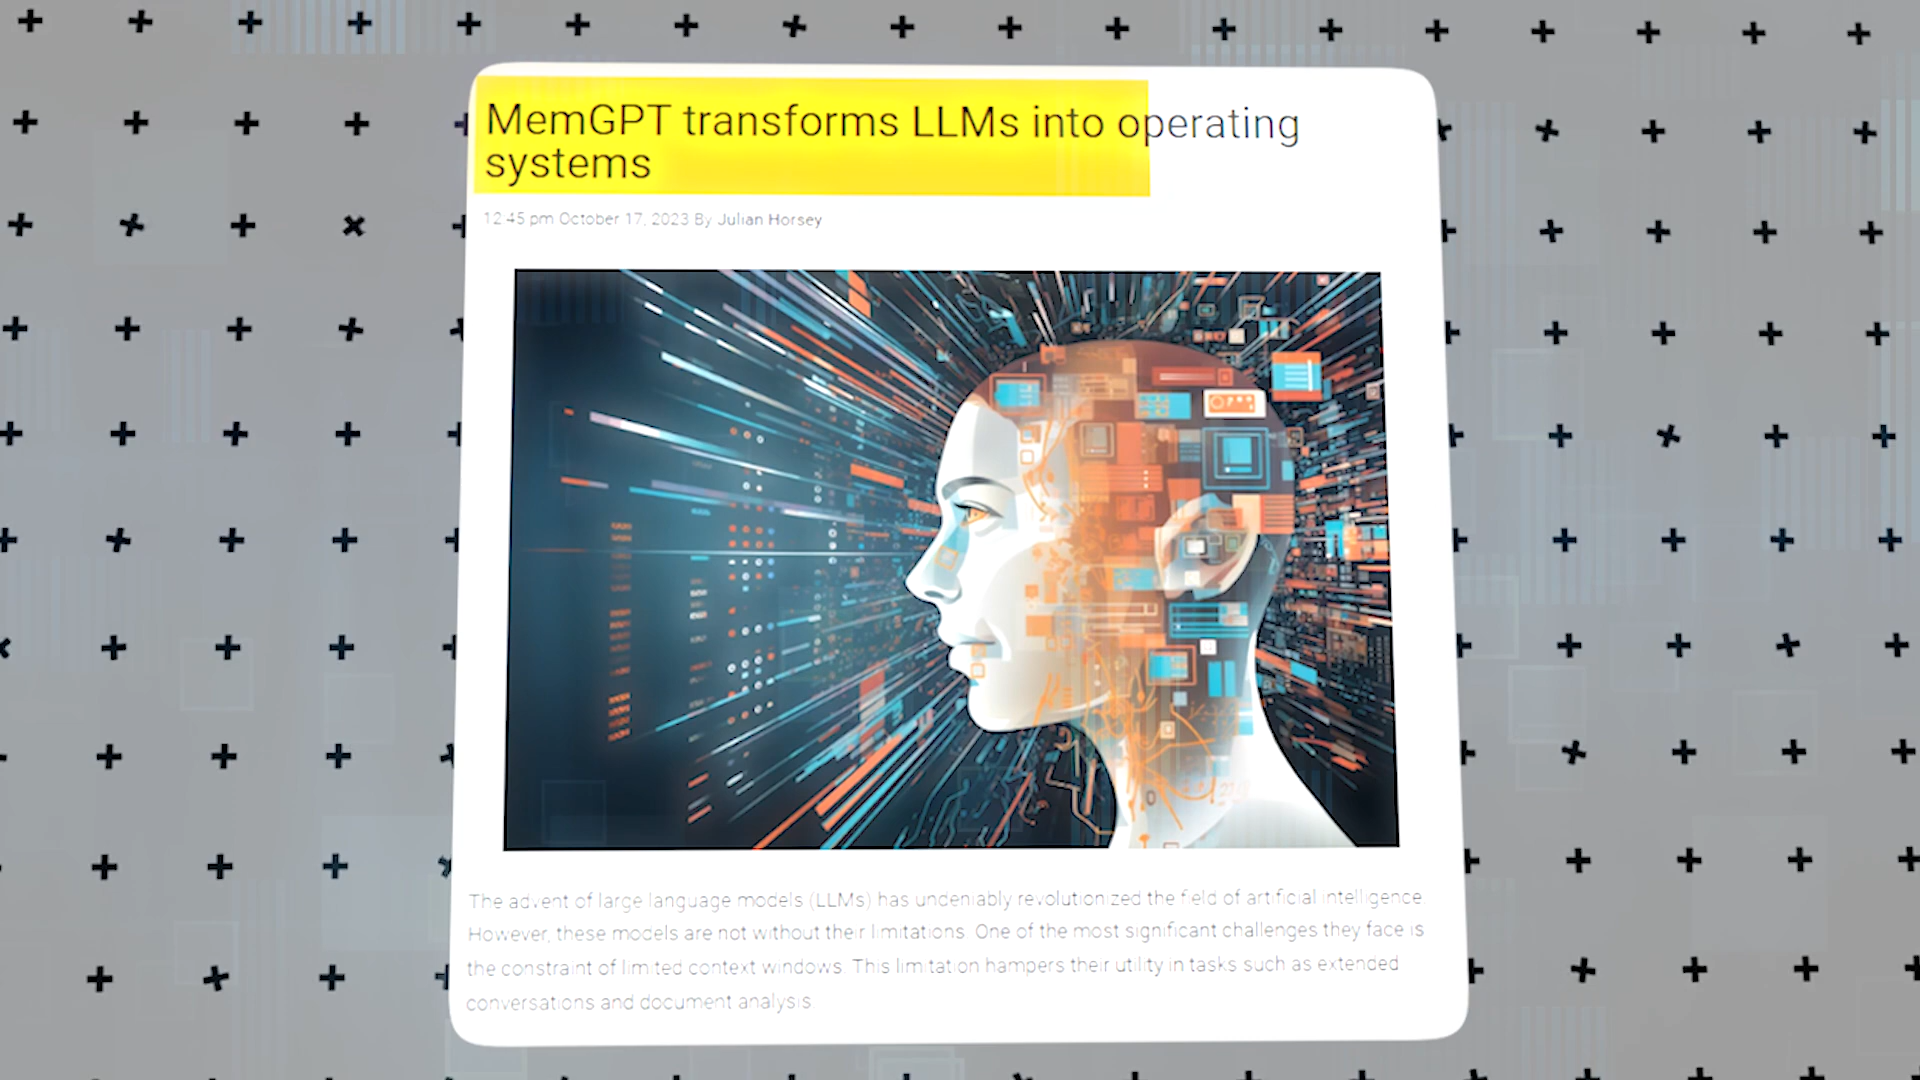 MemGPT transforms LLMs into operating
systems
12:45 pm October 17, 2023 By Julian Horsey
The advent of large language models (LLMs) has undeniably revolutionized the field of artificial intelligence.
However, these models are not without their limitations. One of the most significant challenges they face is
the constraint of limited context windows. This limitation hampers their utility in tasks such as extended
conversations and document analysis